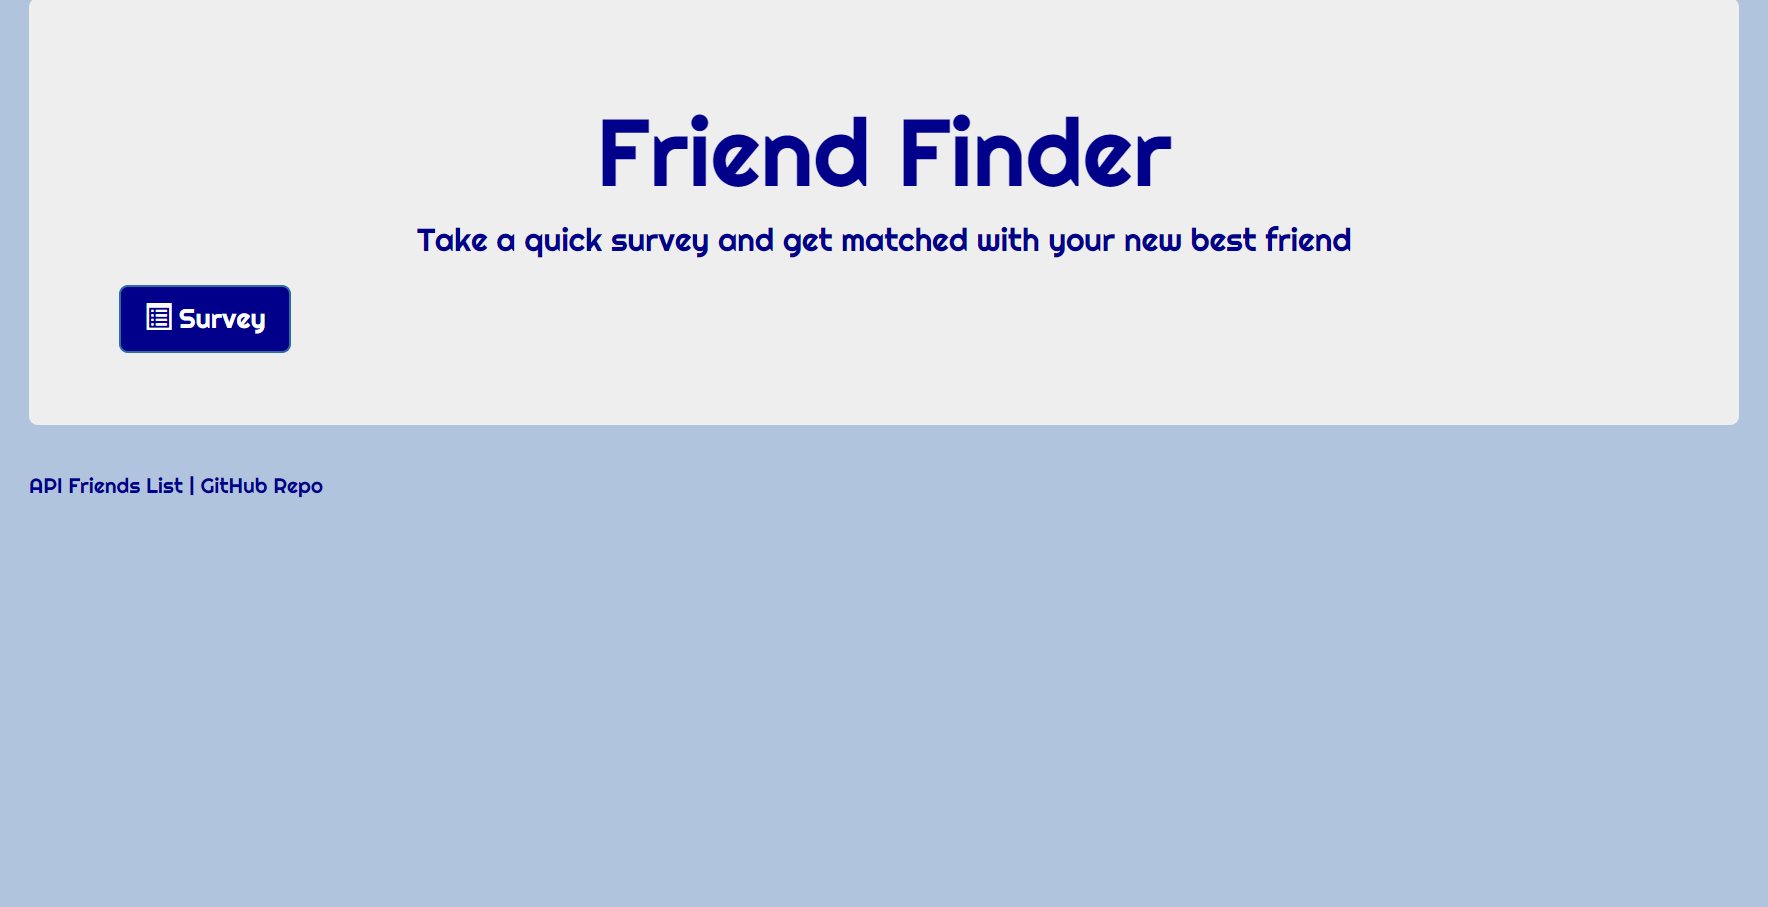 Friend Finder
Take a quick survey and get matched with your new best friend
Survey
API Friends List | GitHub Repo